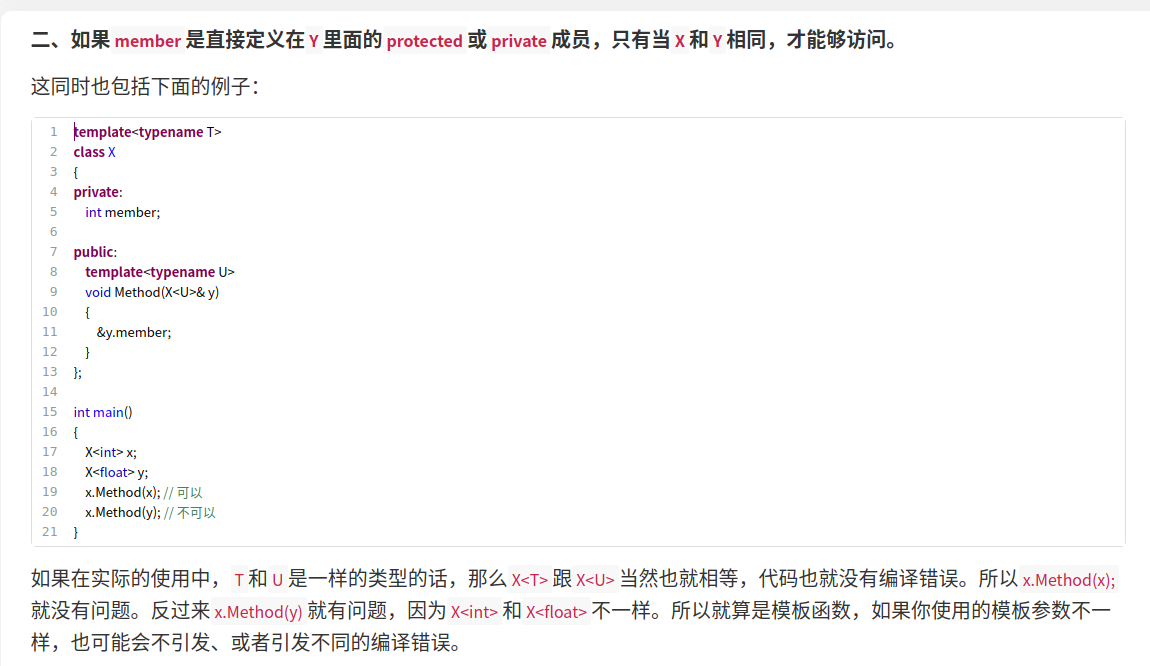 二、如果 member 是直接定义在 Y 里面的 protected 或 private 成员，只有当 X 和 Y 相同，才能够访问。
这同时也包括下面的例子：
1 template<typename T>
2 class X
3 {
4 private:
5 int member;
6
7 public:
8 template<typename U>
9 void Method(X<U>& y)
10 {
11 &y.member;
12 }
13 };
14
15 int main()
16 {
17 X<int> x;
18 X<float> y;
19 x.Method(x); // 可以
20 x.Method(y); // 不可以
21 }
如果在实际的使用中， T 和 U 是一样的类型的话，那么 X<T> 跟 X<U> 当然也就相等，代码也就没有编译错误。所以 x.Method(x);
就没有问题。反过来 x.Method(y) 就有问题，因为 X<int> 和 X<float> 不一样。所以就算是模板函数，如果你使用的模板参数不一
样，也可能会不引发、或者引发不同的编译错误。